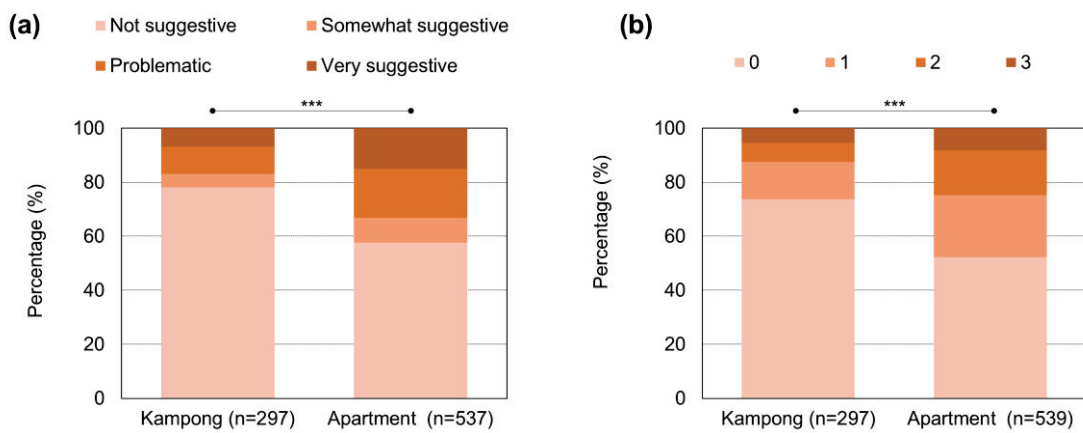 (a)
Not suggestive Somewhat suggestive
Problematic Very suggestive
***
100
80
60
40
20
0
Percentage (%)
Kampong (n=297) Apartment (n=537)
(b)
0 1 2 3
***
100
80
60
40
20
0
Percentage (%)
Kampong (n=297) Apartment (n=539)